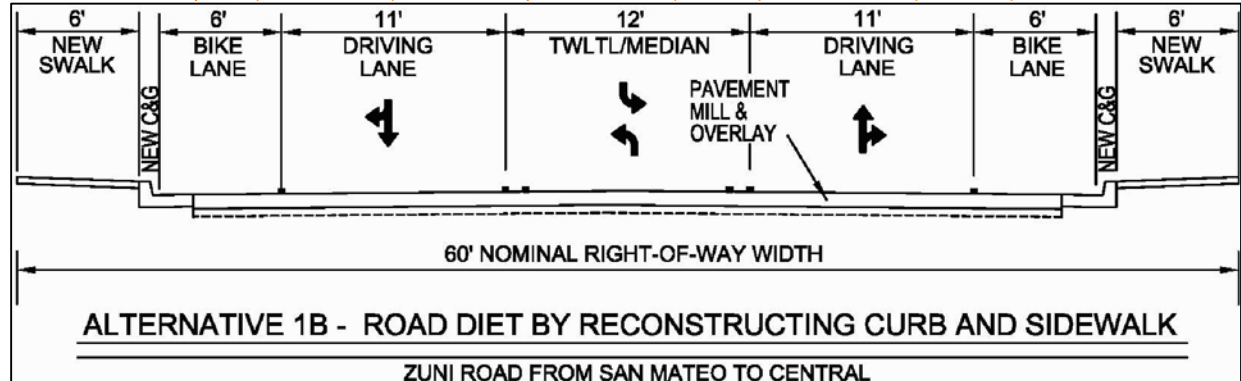 6' 6' 11' 12' 11' 6' 6'
NEW SWALK
BIKE LANE
DRIVING LANE
TWLTL/MEDIAN
DRIVING LANE
BIKE LANE
NEW SWALK
NEW C&G
PAVEMENT
MILL &
OVERLAY
NEW C&G
60' NOMINAL RIGHT-OF-WAY WIDTH
ALTERNATIVE 1B - ROAD DIET BY RECONSTRUCTING CURB AND SIDEWALK
ZUNI ROAD FROM SAN MATEO TO CENTRAL